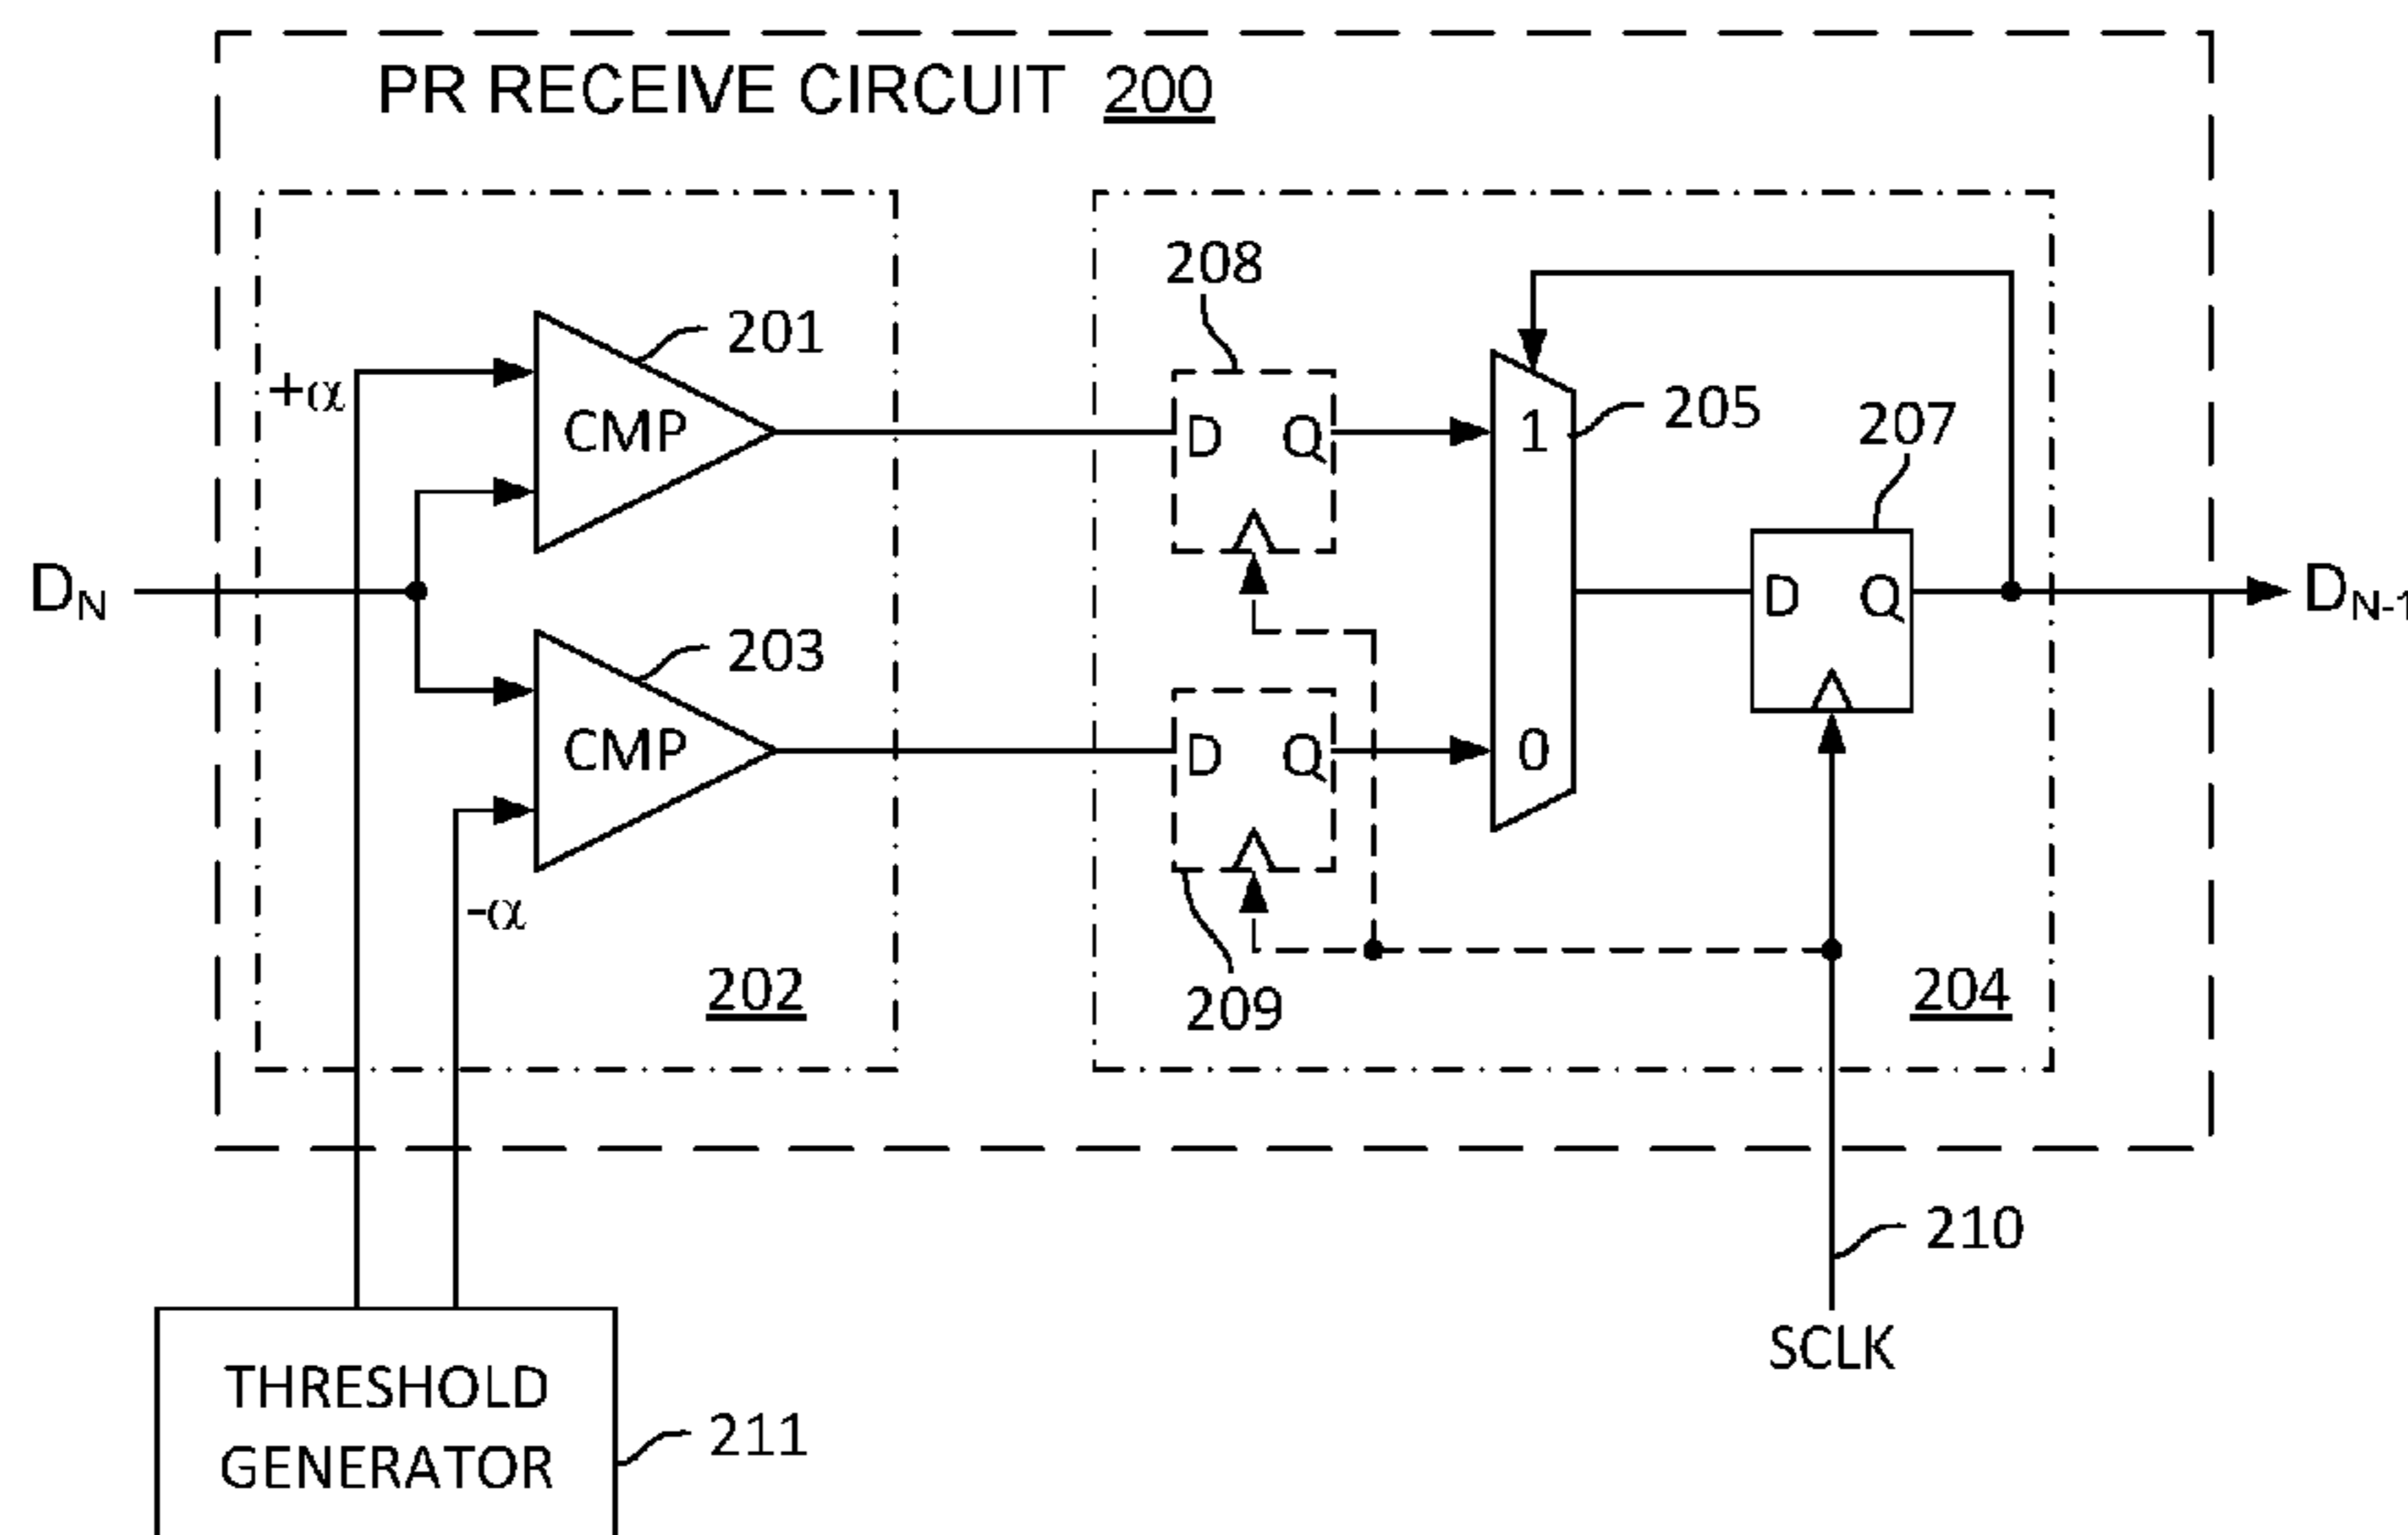 PR RECEIVE CIRCUIT 200
208
201
+α
205
CMP
1
D Q
207
D_N
D Q
D_N-1
203
CMP
D Q
0
-α
202
209
204
210
SCLK
THRESHOLD
GENERATOR
211